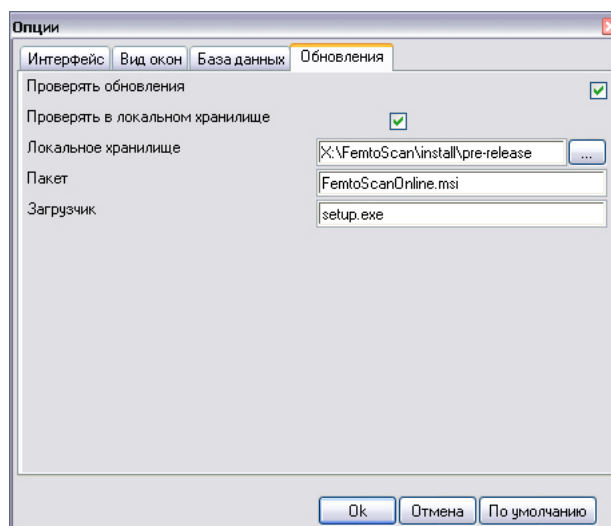 Опции
Интерфейс Вид окон База данных Обновления
Проверять обновления
Проверять в локальном хранилище
Локальное хранилище X:\FemtoScan\install\pre-release ...
Пакет FemtoScanOnline.msi
Загрузчик setup.exe
Ok Отмена По умолчанию